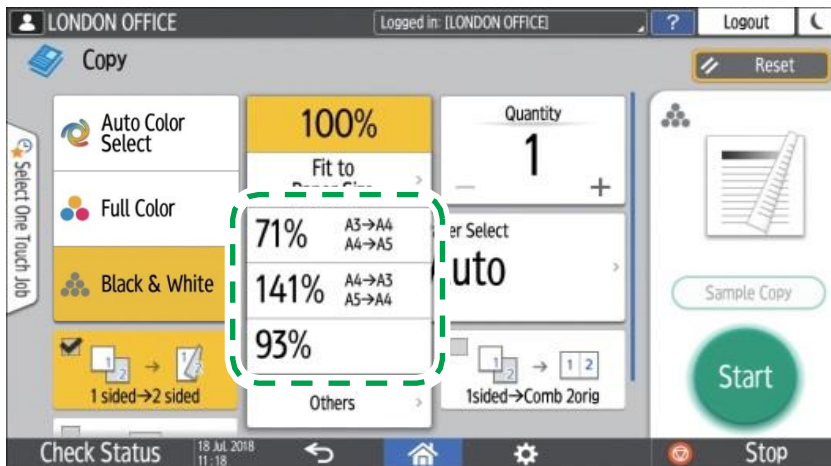 LONDON OFFICE
Logged in: [LONDON OFFICE]
?
Logout
Copy
Reset
Select One Touch Job
Auto Color
Select
Full Color
Black & White
1 sided→2 sided
100%
Fit to
71% A3→A4
A4→A5
141% A4→A3
A5→A4
93%
Others
Quantity
1
− +
Select
1 2
1sided→Comb 2orig
Sample Copy
Start
Check Status
18 JUL 2018
11:18
Stop